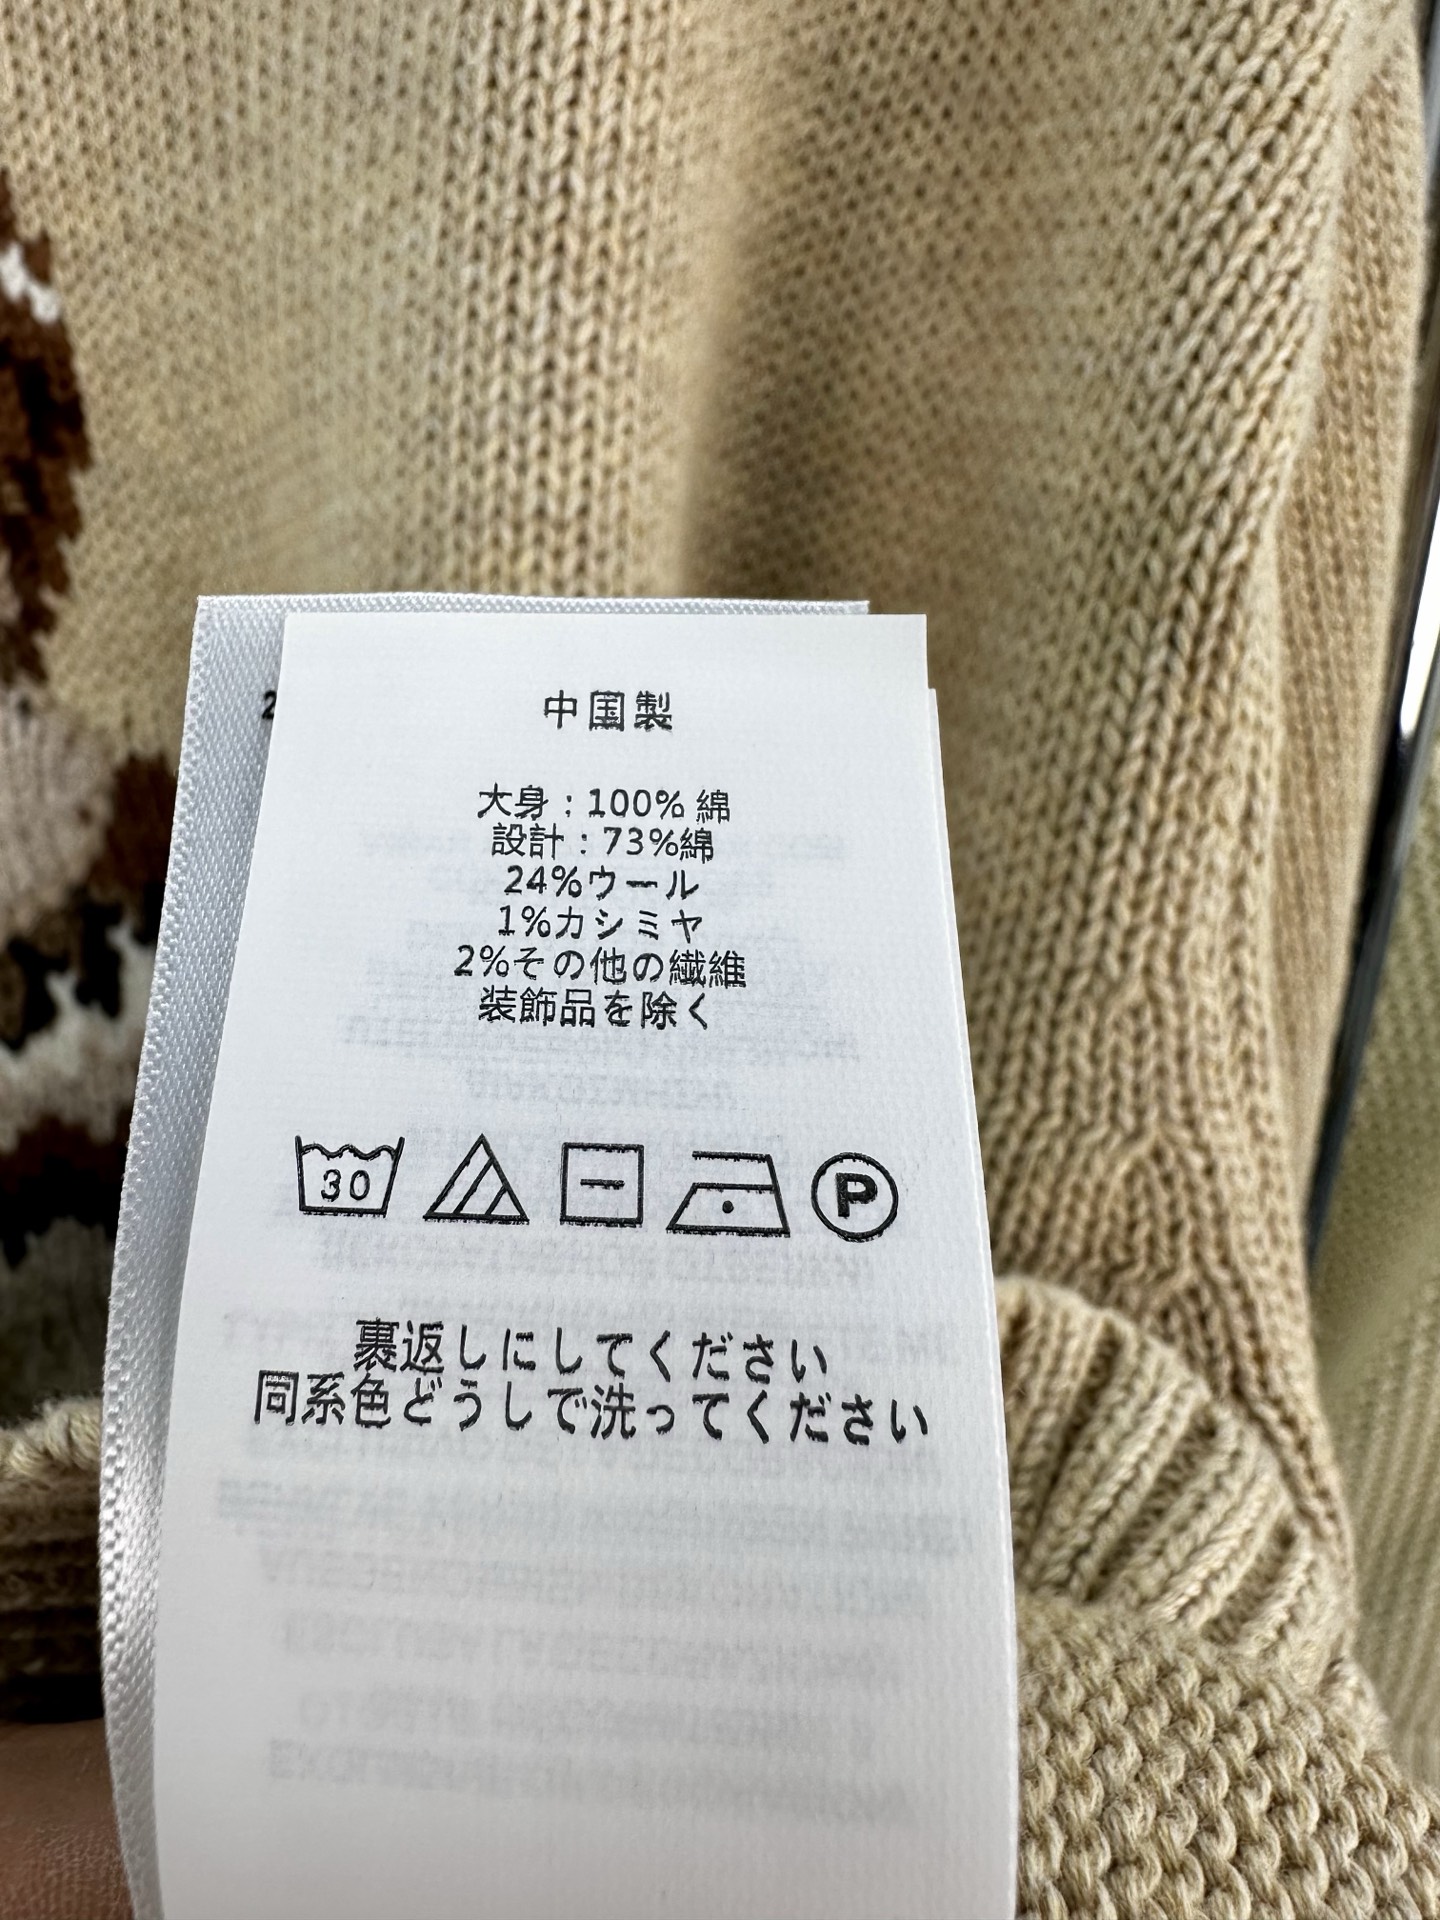 中国製
大身：100% 綿
設計：73%綿
24%ウール
1%カシミヤ
2%その他の繊維
装飾品を除く
30
P
裏返しにしてください
同系色どうしで洗ってください